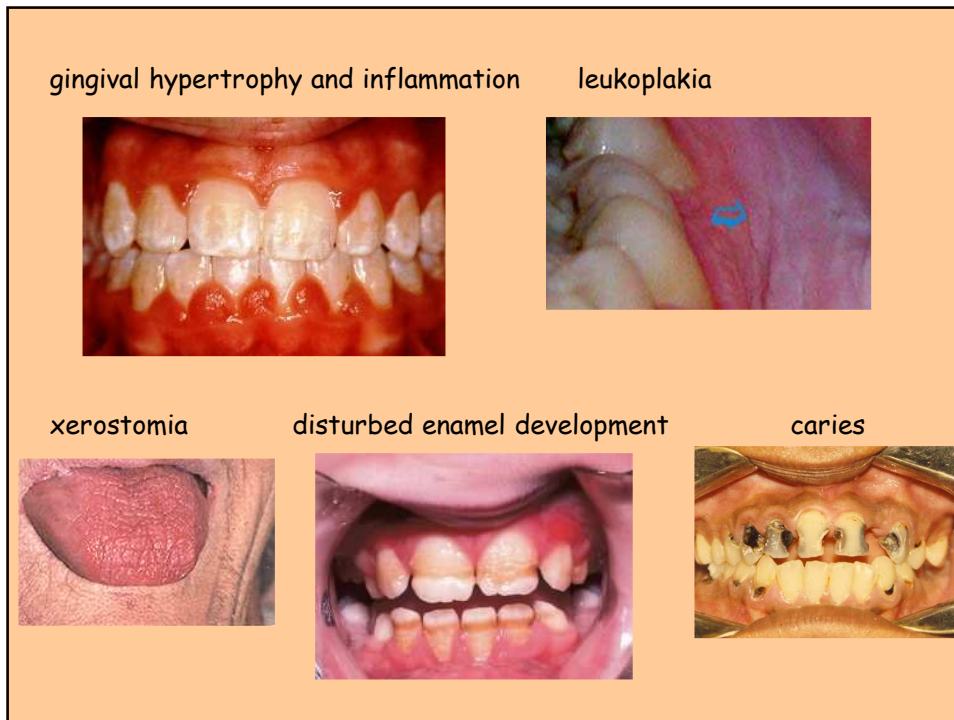 gingival hypertrophy and inflammation
leukoplakia
xerostomia
disturbed enamel development
caries